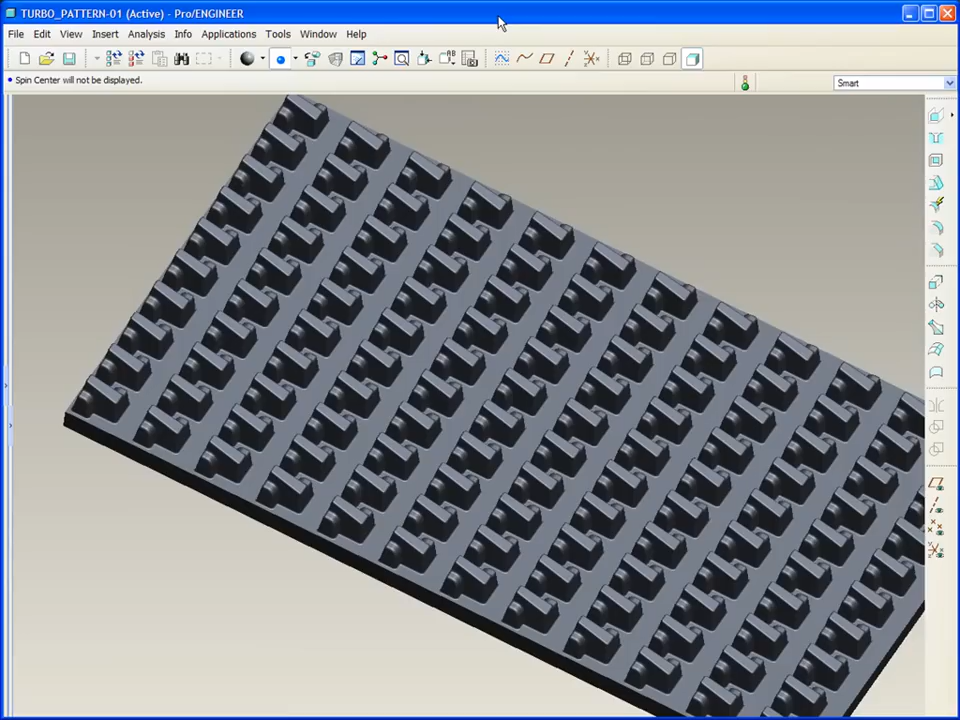 TURBO_PATTERN-01 (Active) - Pro/ENGINEER
File Edit View Insert Analysis Info Applications Tools Window Help
• Spin Center will not be displayed.
Smart